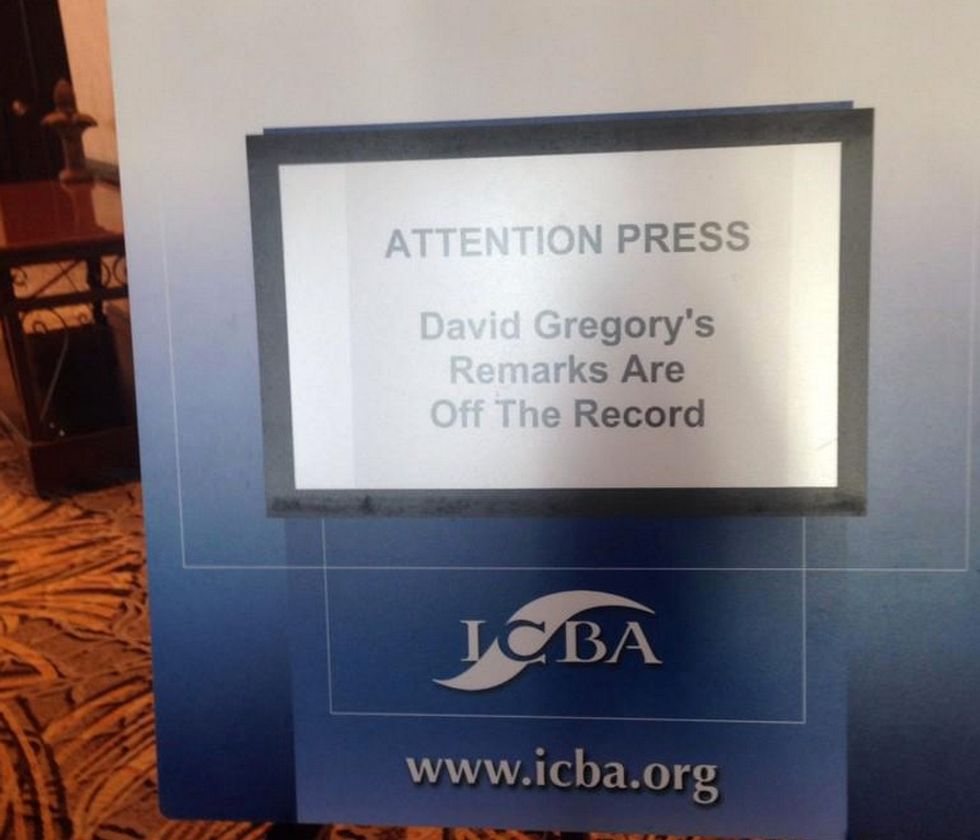 ATTENTION PRESS
David Gregory's
Remarks Are
Off The Record
ICBA
www.icba.org